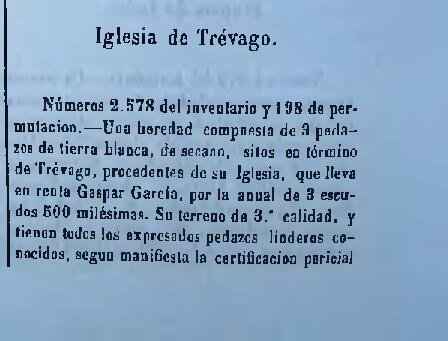 Iglesia de Trévago.
Números 2.578 del inventario y 198 de per-
mutacion.—Una heredad compuesta de 3 peda-
zos de tierra blanca, de secano, sitos en término
de Trévago, procedentes de su Iglesia, que lleva
en renta Gaspar García, por la anual de 3 escu-
dos 500 milésimas. Su terreno de 3.ª calidad, y
tienen todos los expresados pedazos linderos co-
nocidos, segun manifiesta la certificacion pericial